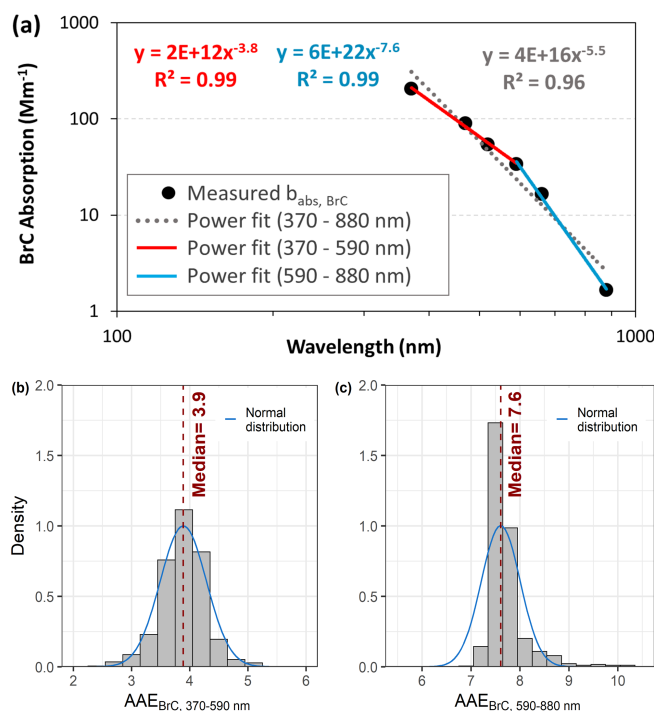 (a)
1000
100
10
1
BrC Absorption (Mm⁻¹)
y = 2E+12x⁻³·⁸
R² = 0.99
y = 6E+22x⁻⁷·⁶
R² = 0.99
y = 4E+16x⁻⁵·⁵
R² = 0.96
Measured b_abs, BrC
Power fit (370 - 880 nm)
Power fit (370 - 590 nm)
Power fit (590 - 880 nm)
100
Wavelength (nm)
1000
(b)
2.0
1.5
1.0
0.5
0.0
Density
Median= 3.9
Normal
distribution
2 3 4 5 6
AAE_BrC, 370-590 nm
(c)
2.0
1.5
1.0
0.5
0.0
Median= 7.6
Normal
distribution
6 7 8 9 10
AAE_BrC, 590-880 nm